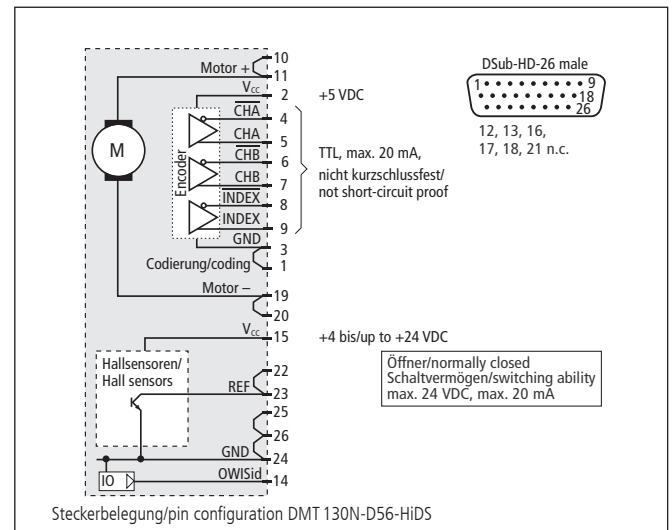 10
Motor + 11
Vcc 2 +5 VDC
CHA 4
CHA 5
CHB 6
CHB 7
INDEX 8
INDEX 9
GND 3
Codierung/coding 1
Motor – 19
20
Vcc 15 +4 bis/up to +24 VDC
22
REF 23
25
26
GND 24
OWISid 14
M
Encoder
TTL, max. 20 mA,
nicht kurzschlussfest/
not short-circuit proof
DSub-HD-26 male
1 9
18
26
12, 13, 16,
17, 18, 21 n.c.
Hallsensoren/
Hall sensors
IO
Öffner/normally closed
Schaltvermögen/switching ability
max. 24 VDC, max. 20 mA
Steckerbelegung/pin configuration DMT 130N-D56-HiDS